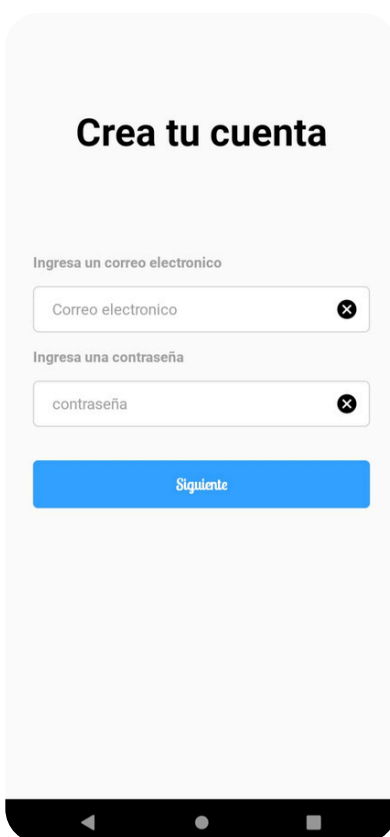 Crea tu cuenta
Ingresa un correo electronico
Correo electronico
Ingresa una contraseña
contraseña
Siguiente